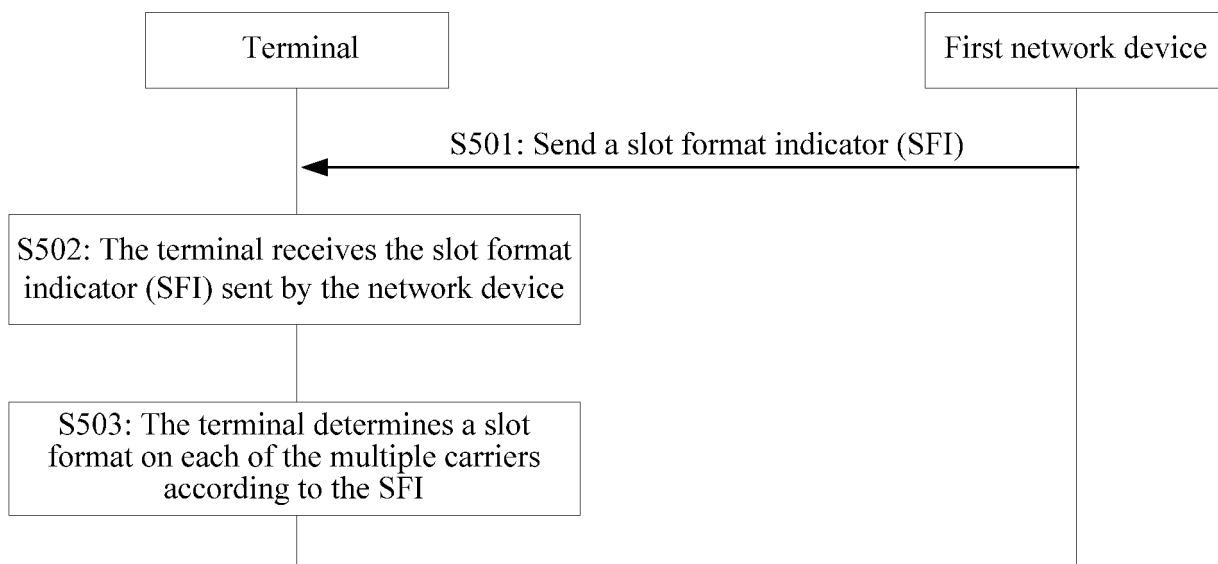 Terminal
First network device
S501: Send a slot format indicator (SFI)
S502: The terminal receives the slot format
indicator (SFI) sent by the network device
S503: The terminal determines a slot
format on each of the multiple carriers
according to the SFI